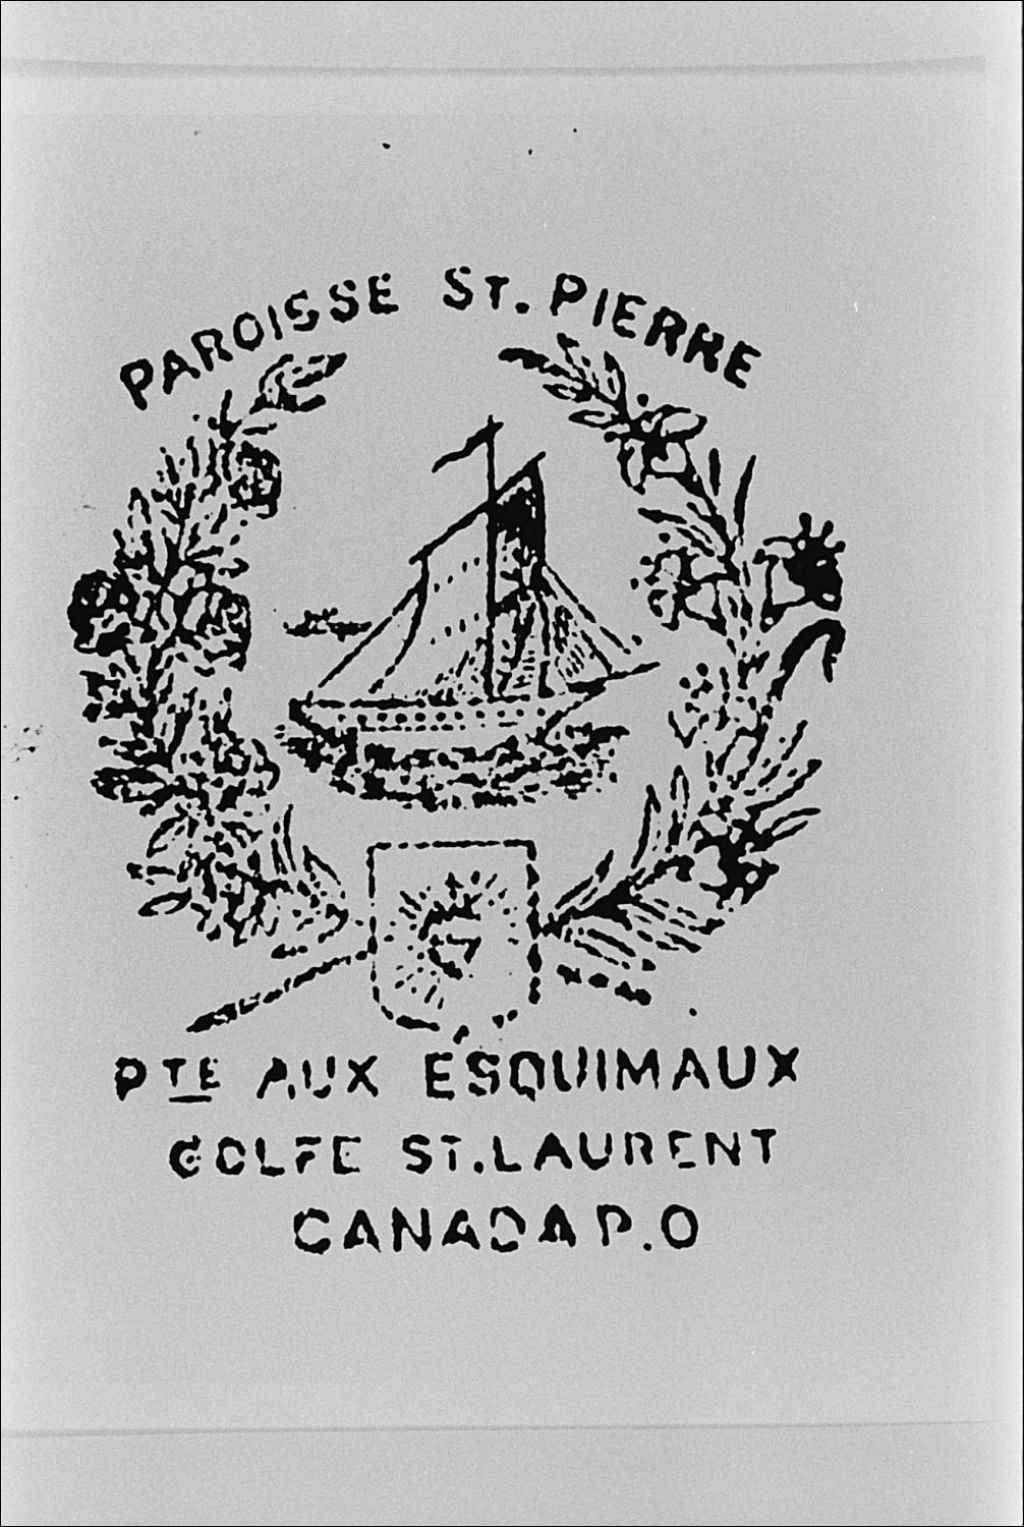 PAROISSE ST. PIERRE
PTE AUX ESQUIMAUX
GOLFE ST. LAURENT
CANADA P.O